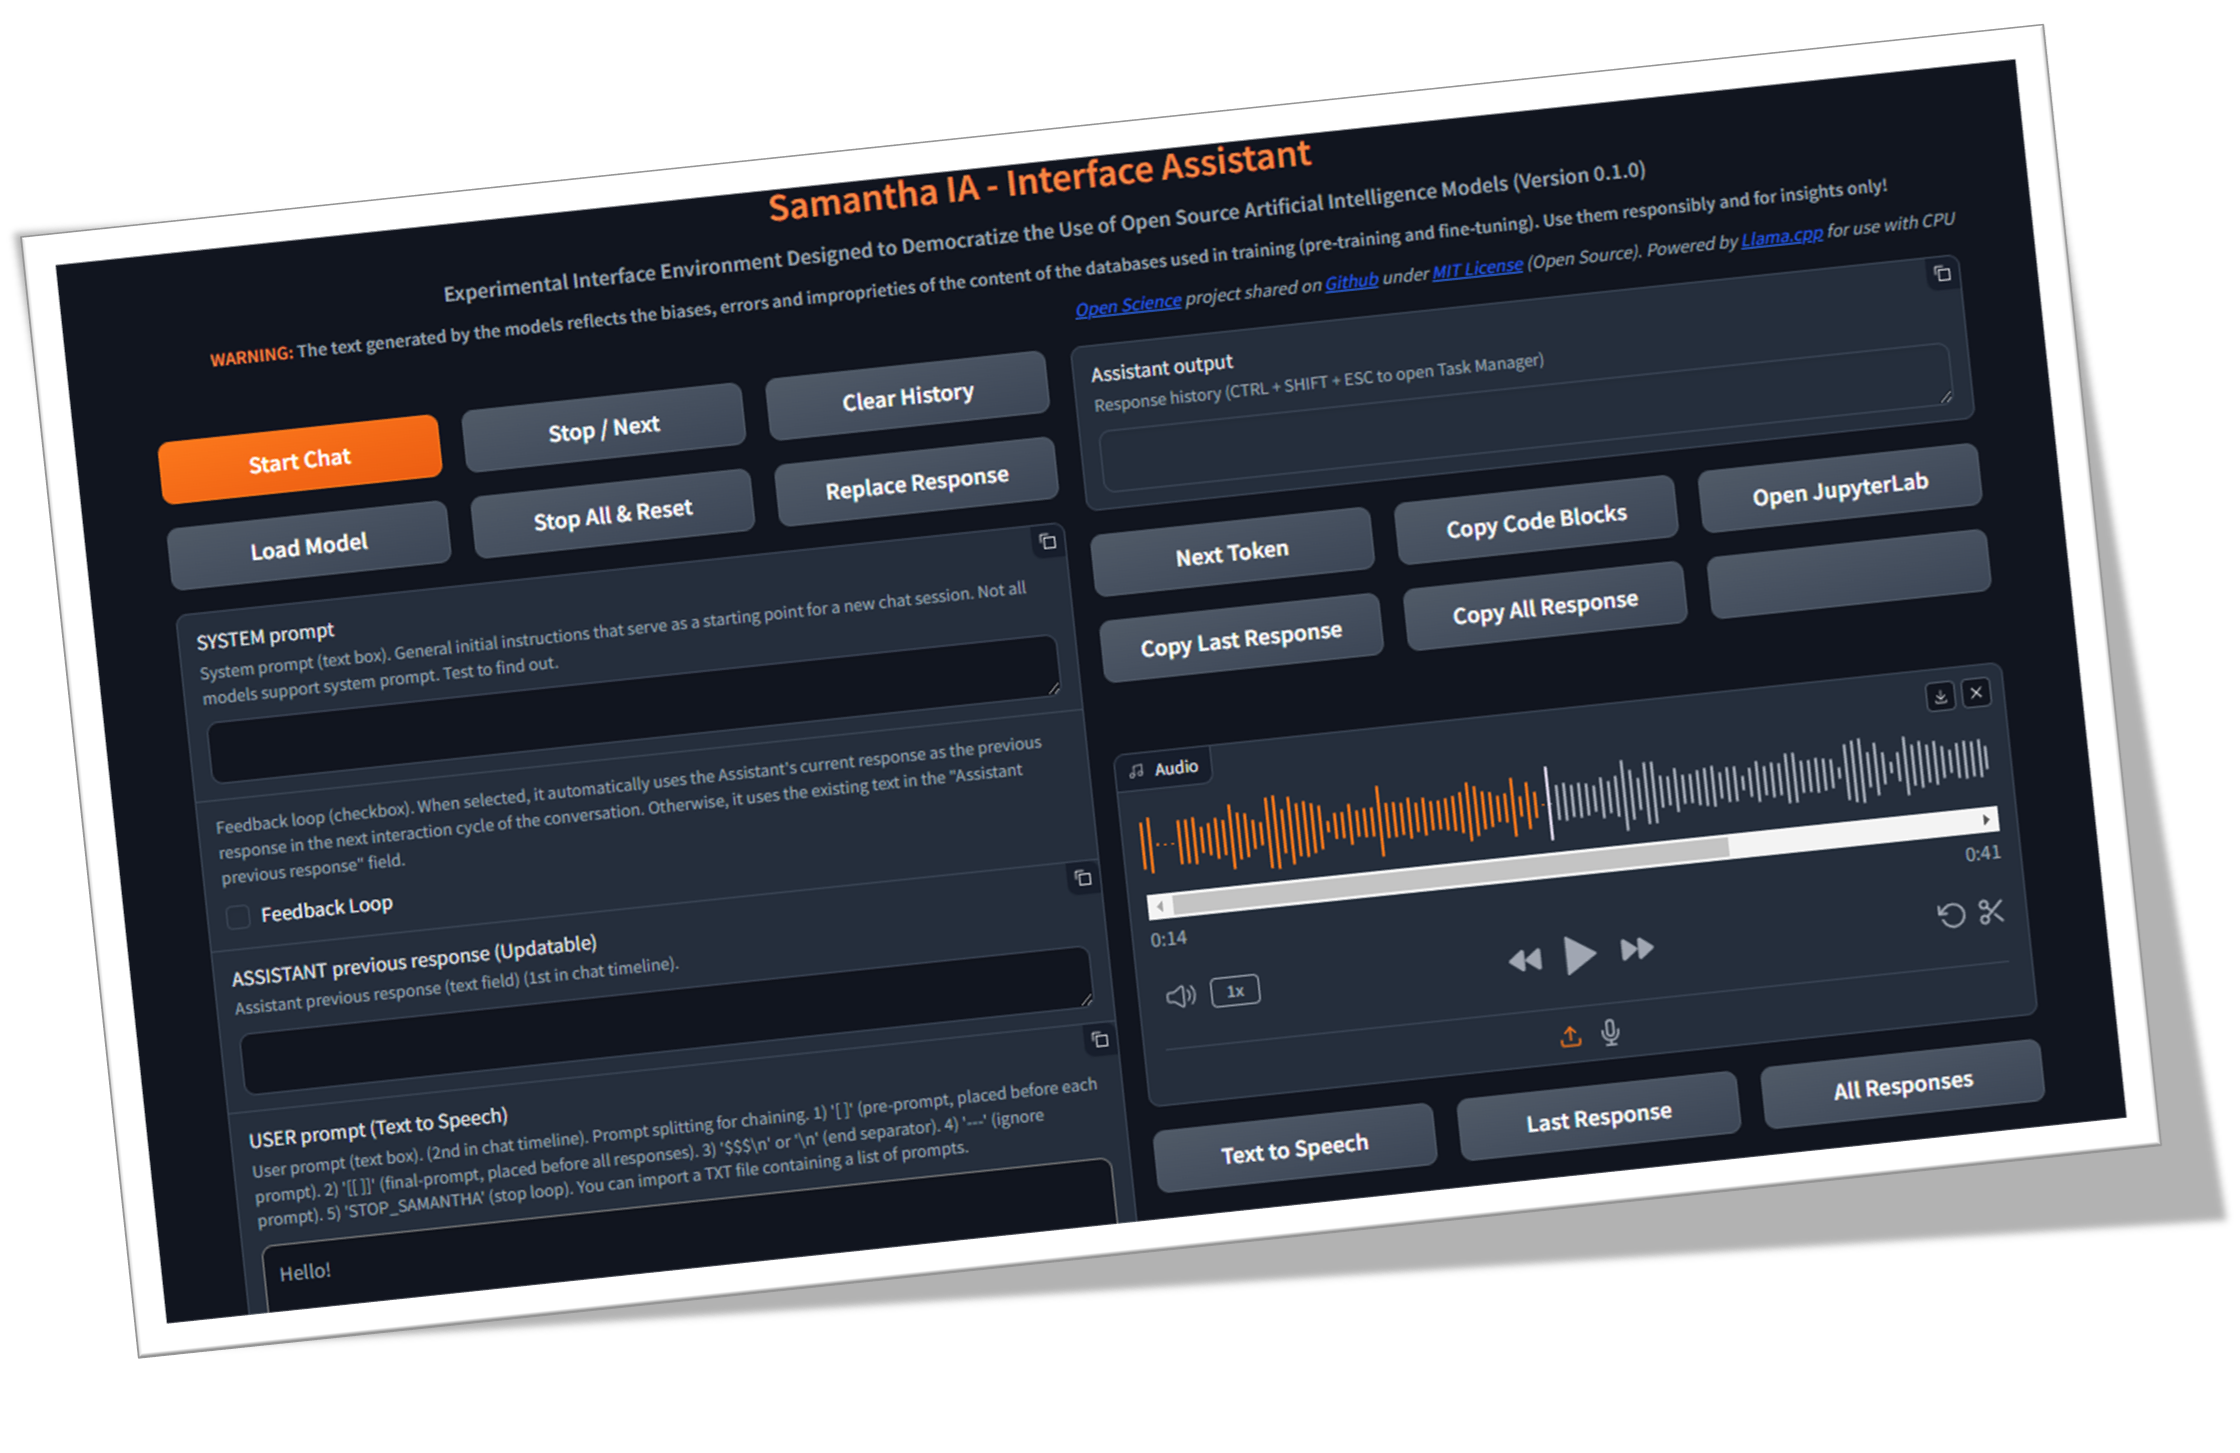 Samantha IA - Interface Assistant
Experimental Interface Environment Designed to Democratize the Use of Open Source Artificial Intelligence Models (Version 0.1.0)
WARNING: The text generated by the models reflects the biases, errors and improprieties of the content of the databases used in training (pre-training and fine-tuning). Use them responsibly and for insights only!
Open Science project shared on Github under MIT License (Open Source). Powered by Llama.cpp for use with CPU
Start Chat
Stop / Next
Clear History
Load Model
Stop All & Reset
Replace Response
SYSTEM prompt
System prompt (text box). General initial instructions that serve as a starting point for a new chat session. Not all
models support system prompt. Test to find out.
Feedback loop (checkbox). When selected, it automatically uses the Assistant's current response as the previous
response in the next interaction cycle of the conversation. Otherwise, it uses the existing text in the "Assistant
previous response" field.
Feedback Loop
ASSISTANT previous response (Updatable)
Assistant previous response (text field) (1st in chat timeline).
USER prompt (Text to Speech)
User prompt (text box). (2nd in chat timeline). Prompt splitting for chaining. 1) '[ ]' (pre-prompt, placed before each
prompt). 2) '[[ ]]' (final-prompt, placed before all responses). 3) '$$$\n' or '\n' (end separator). 4) '---' (ignore
prompt). 5) 'STOP_SAMANTHA' (stop loop). You can import a TXT file containing a list of prompts.
Hello!
Assistant output
Response history (CTRL + SHIFT + ESC to open Task Manager)
Next Token
Copy Code Blocks
Open JupyterLab
Copy Last Response
Copy All Response
Audio
0:14
0:41
1x
Text to Speech
Last Response
All Responses